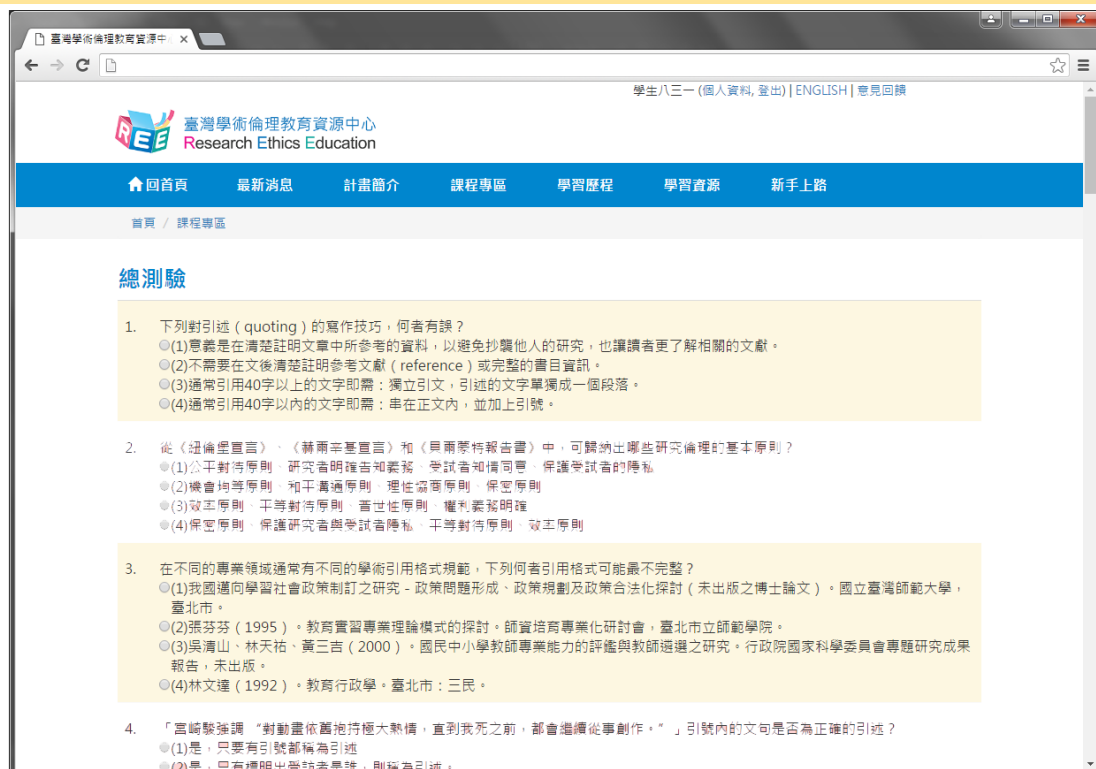 臺灣學術倫理教育資源中
學生八三一 (個人資料, 登出) | ENGLISH | 意見回饋
REE
臺灣學術倫理教育資源中心
Research Ethics Education
回首頁 最新消息 計畫簡介 課程專區 學習歷程 學習資源 新手上路
首頁 / 課程專區
總測驗
1. 下列對引述（quoting）的寫作技巧，何者有誤？
(1)意義是在清楚註明文章中所參考的資料，以避免抄襲他人的研究，也讓讀者更了解相關的文獻。
(2)不需要在文後清楚註明參考文獻（reference）或完整的書目資訊。
(3)通常引用40字以上的文字即需：獨立引文，引述的文字單獨成一個段落。
(4)通常引用40字以內的文字即需：串在正文內，並加上引號。
2. 從《紐倫堡宣言》、《赫爾辛基宣言》和《貝爾蒙特報告書》中，可歸納出哪些研究倫理的基本原則？
(1)公平對待原則、研究者明確告知義務、受試者知情同意、保護受試者的隱私
(2)機會均等原則、和平溝通原則、理性協商原則、保密原則
(3)效率原則、平等對待原則、普世性原則、權利義務明確
(4)保密原則、保護研究者與受試者隱私、平等對待原則、效率原則
3. 在不同的專業領域通常有不同的學術引用格式規範，下列何者引用格式可能最不完整？
(1)我國邁向學習社會政策制訂之研究 - 政策問題形成、政策規劃及政策合法化探討（未出版之博士論文）。國立臺灣師範大學，
臺北市。
(2)張芬芬（1995）。教育實習專業理論模式的探討。師資培育專業化研討會，臺北市立師範學院。
(3)吳清山、林天祐、黃三吉（2000）。國民中小學教師專業能力的評鑑與教師遴選之研究。行政院國家科學委員會專題研究成果
報告，未出版。
(4)林文達（1992）。教育行政學。臺北市：三民。
4. 「宮崎駿強調 “對動畫依舊抱持極大熱情，直到我死之前，都會繼續從事創作。”」引號內的文句是否為正確的引述？
(1)是，只要有引號都稱為引述
(2)是，只有標明出受訪者是誰，則稱為引述。